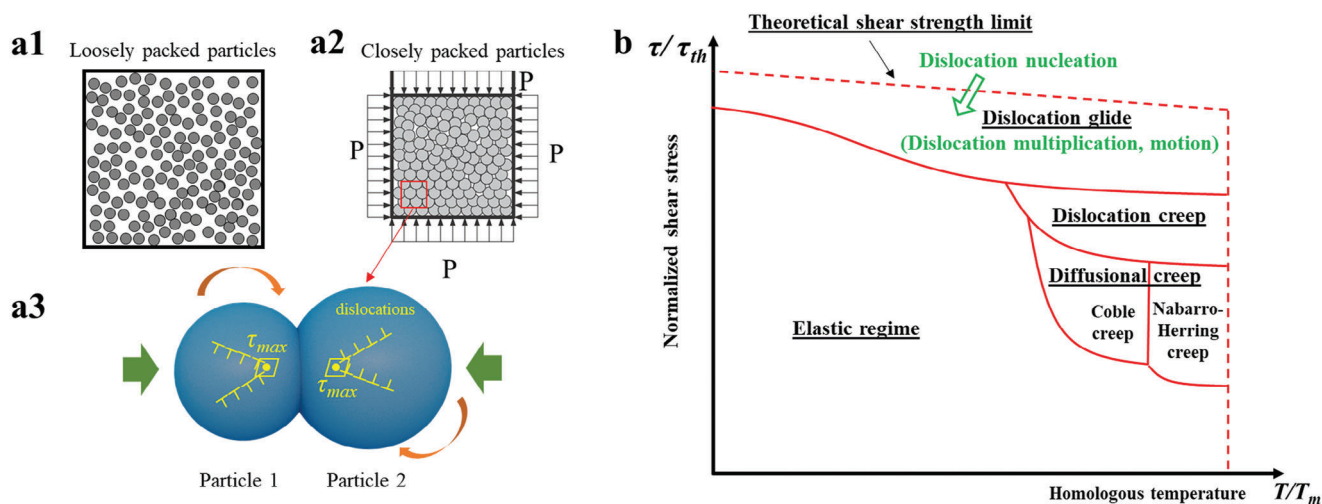 a1
Loosely packed particles
a2
Closely packed particles
P
P
P
P
a3
dislocations
τmax
τmax
Particle 1
Particle 2
b
τ/τth
Theoretical shear strength limit
Dislocation nucleation
Dislocation glide
(Dislocation multiplication, motion)
Normalized shear stress
Dislocation creep
Diffusional creep
Coble
creep
Nabarro-
Herring
creep
Elastic regime
Homologous temperature
T/Tm